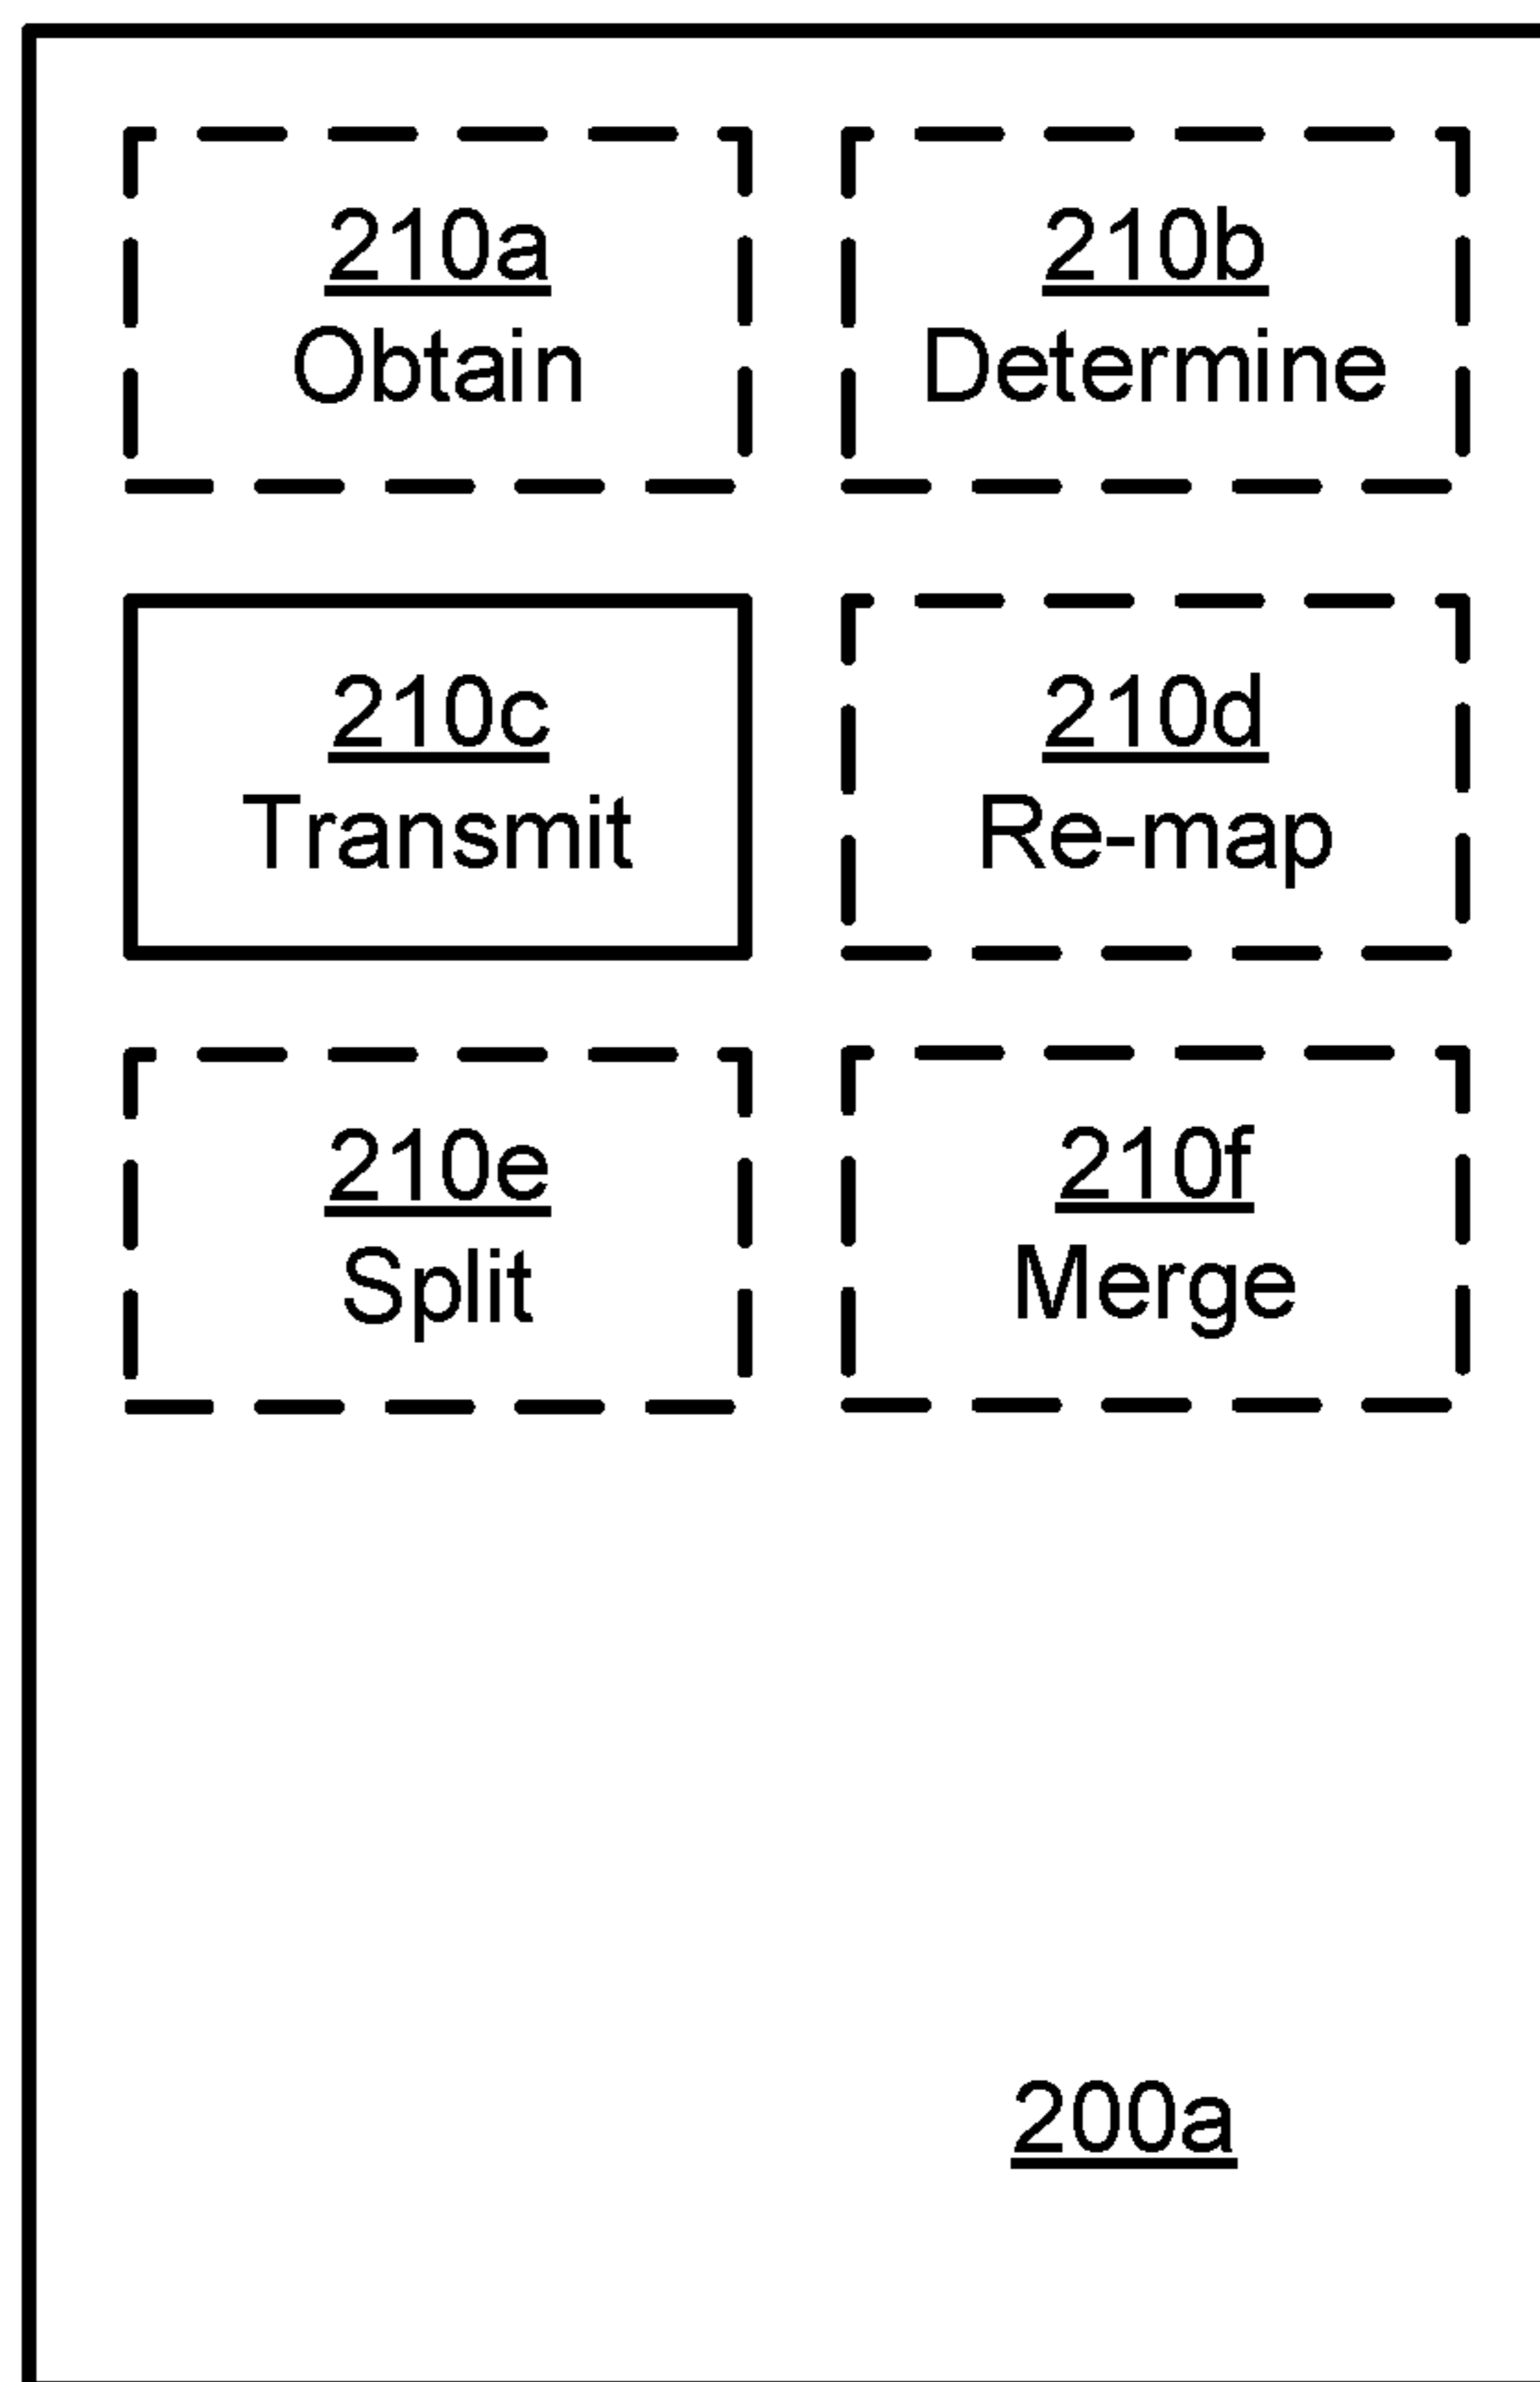 210a
Obtain
210b
Determine
210c
Transmit
210d
Re-map
210e
Split
210f
Merge
200a